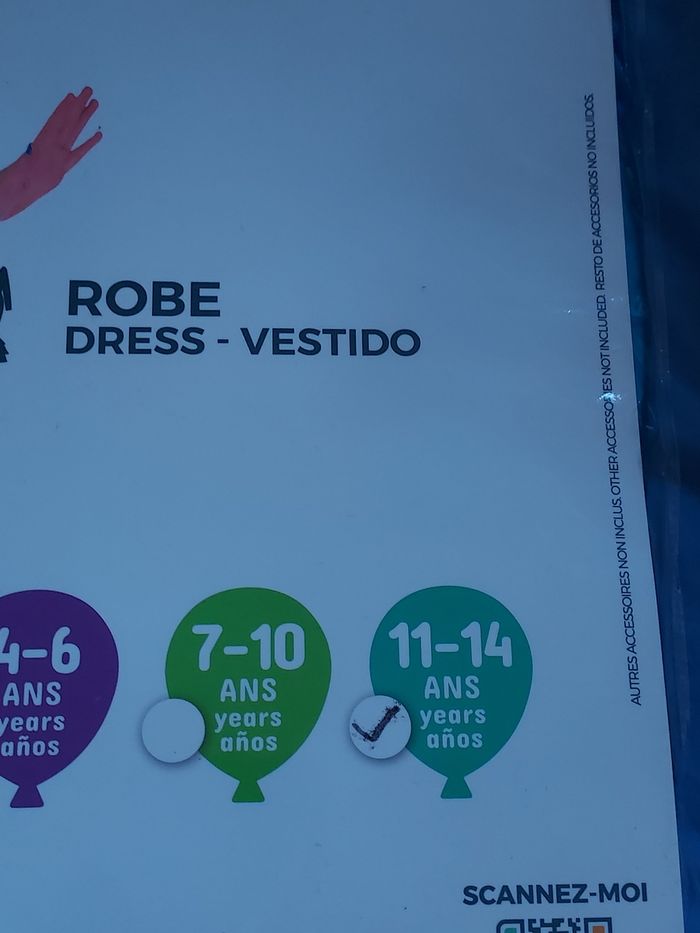 ROBE
DRESS - VESTIDO
AUTRES ACCESSOIRES NON INCLUS. OTHER ACCESSORIES NOT INCLUDED. RESTO DE ACCESORIOS NO INCLUIDOS.
4-6
ANS
years
años
7-10
ANS
years
años
11-14
ANS
years
años
SCANNEZ-MOI